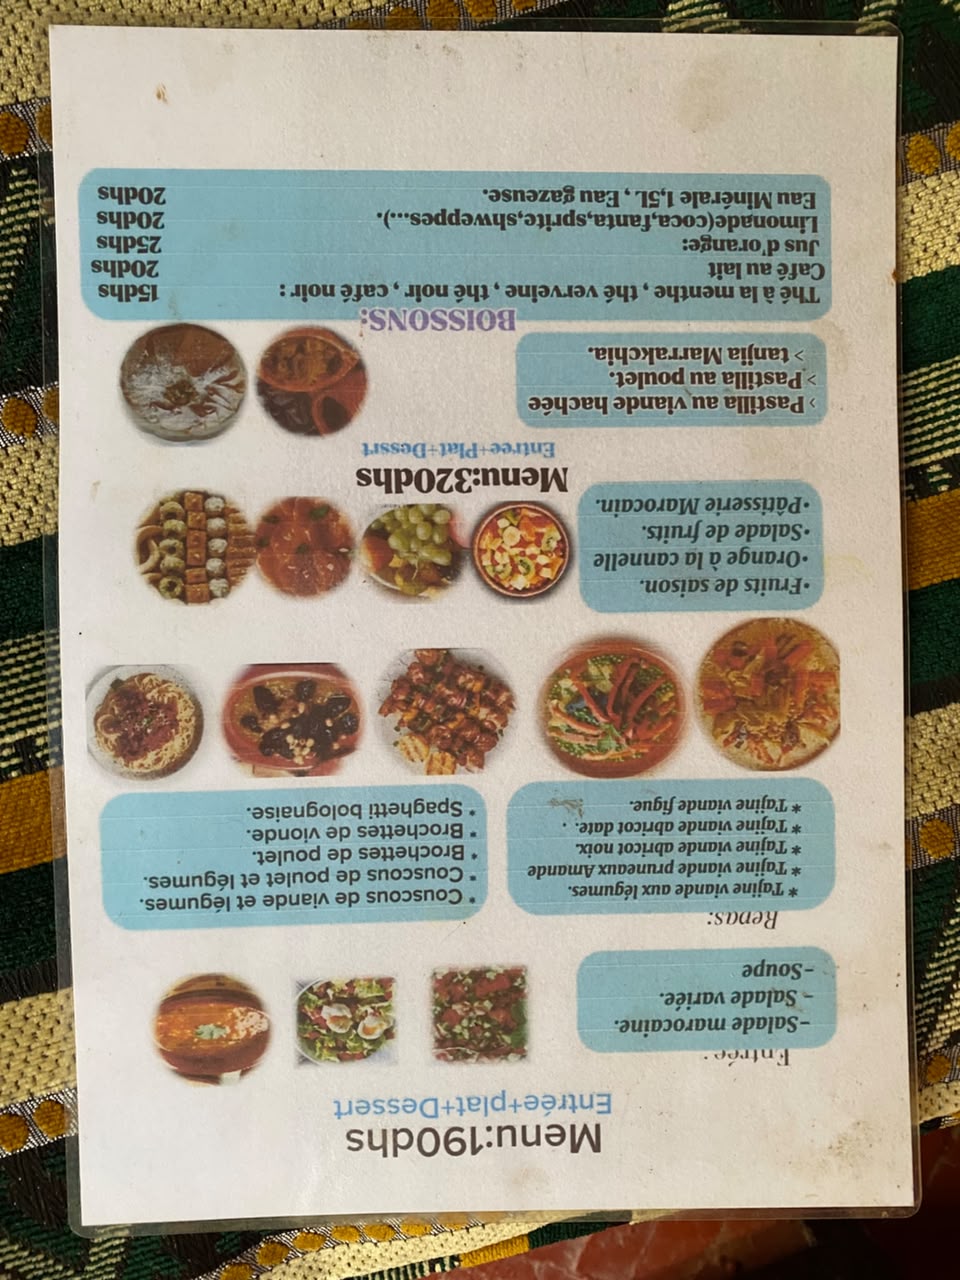 Menu:190dhs
Entrée+plat+Dessert
Entrée:
-Salade marocaine.
- Salade variée.
-Soupe
Repas:
* Tajine viande aux légumes.
* Tajine viande pruneaux Amande
* Tajine viande abricot noix.
* Tajine viande abricot date. .
* Tajine viande figue.
* Couscous de viande et légumes.
* Couscous de poulet et légumes.
* Brochettes de poulet.
* Brochettes de vionde.
* Spaghetti bolognaise.
•Fruits de saison.
•Orange à la cannelle
•Salade de fruits.
•Pâtisserie Marocain.
Menu:320dhs
Entree+Plat+Dessrt
> Pastilla au viande hachée
> Pastilla au poulet.
> tanjia Marrakchia.
BOISSONS:
Thé à la menthe , thé verveine , thé noir , café noir : 15dhs
Café au lait 20dhs
Jus d'orange: 25dhs
Limonade(coca,fanta,sprite,shweppes...). 20dhs
Eau Minérale 1,5L , Eau gazeuse. 20dhs